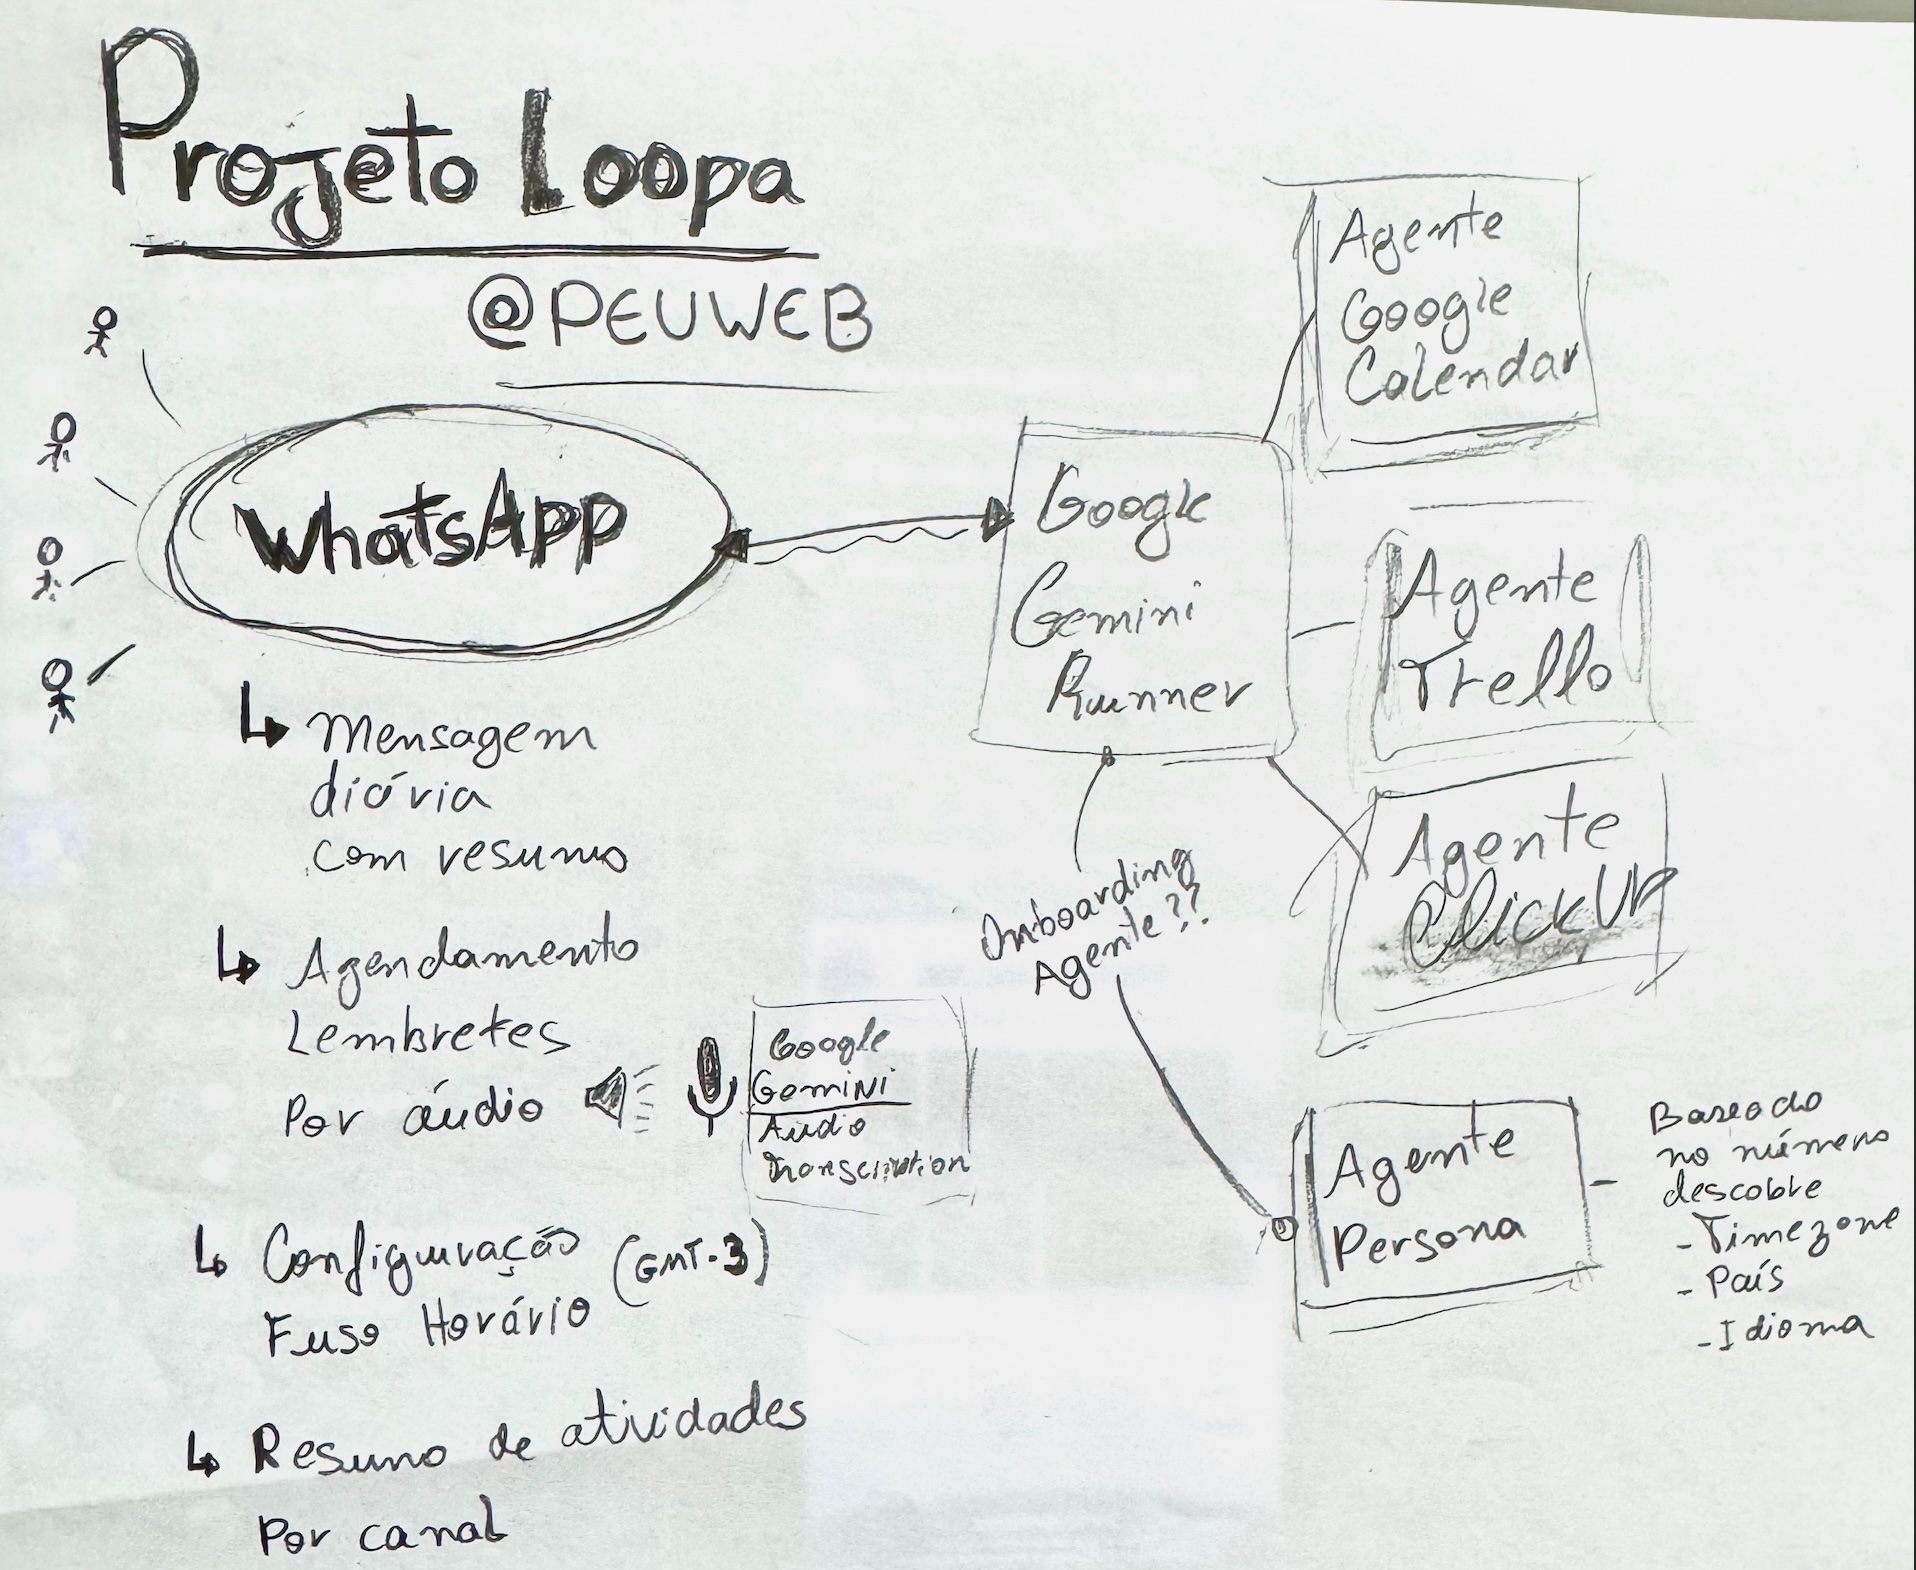 Projeto Loopa
@PEUWEB
WhatsApp
↳ Mensagem
diária
com resumo
↳ Agendamento
Lembretes
Por áudio
Google
Gemini
Audio
Transcription
↳ Configuração (GMT-3)
Fuso Horário
↳ Resumo de atividades
Por canal
Google
Gemini
Runner
Agente
Google
Calendar
Agente
Trello
Agente
ClickUP
Onboarding
Agente??
Agente
Persona
Baseado
no número
descobre
- Timezone
- País
- Idioma